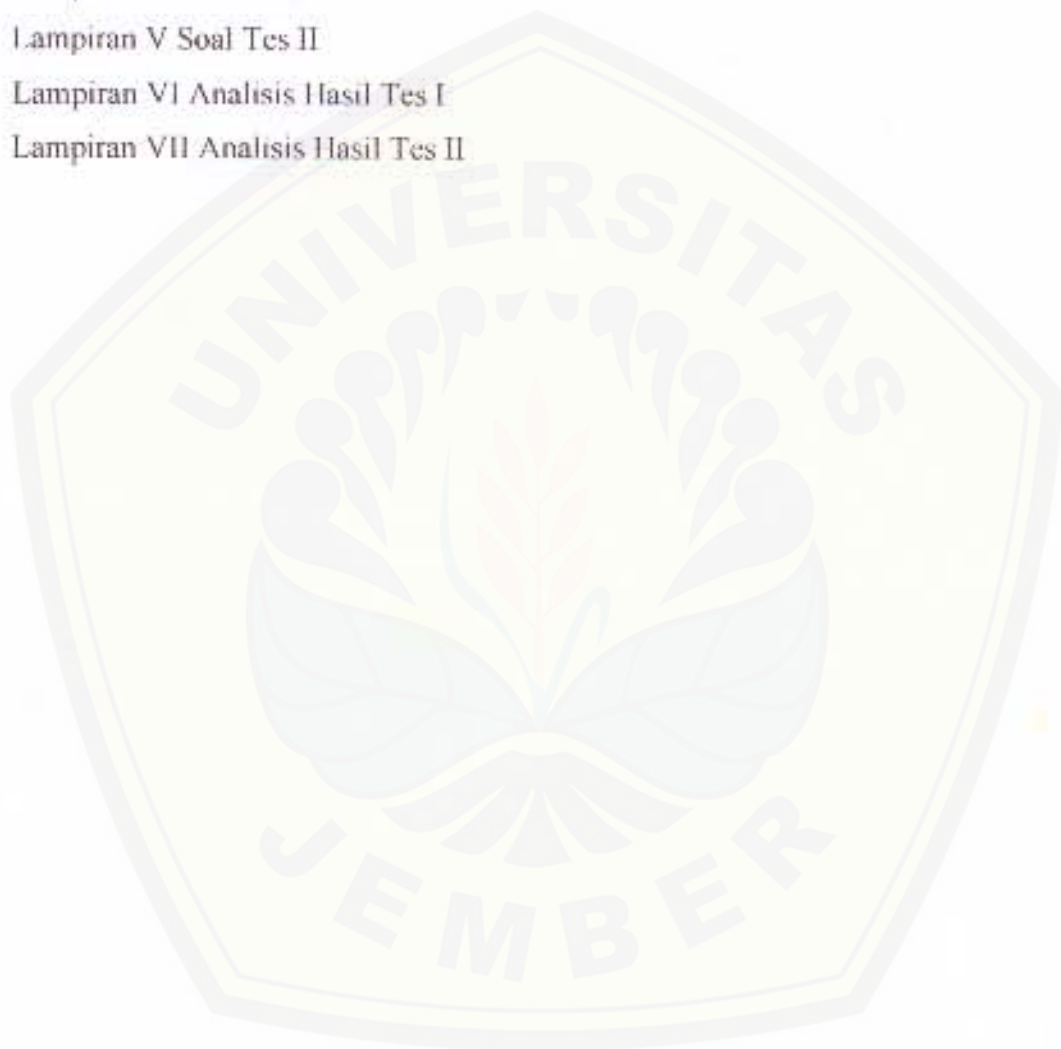 Lampiran V Soal Tes II
Lampiran VI Analisis Hasil Tes I
Lampiran VII Analisis Hasil Tes II
UNIVERSITAS
JEMBER